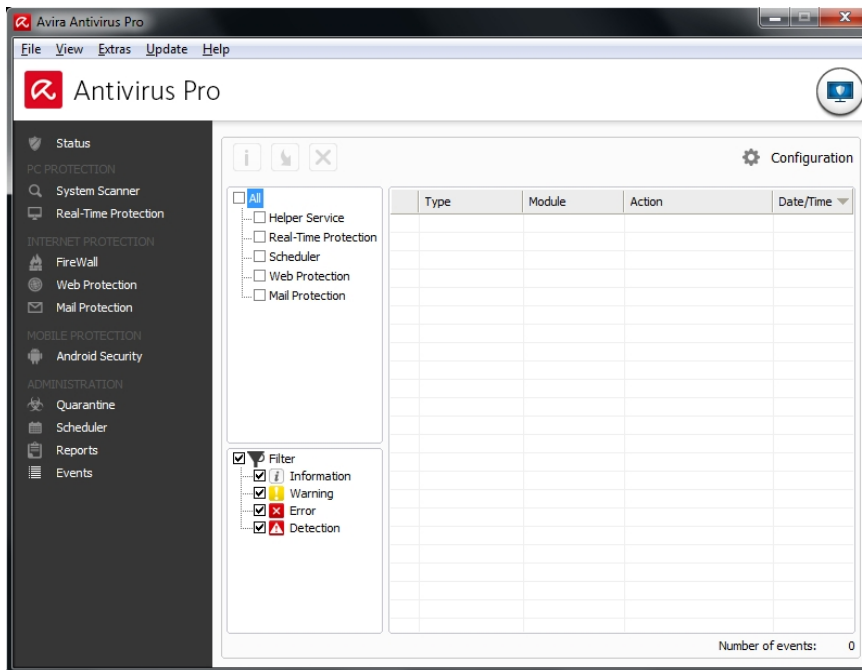 Avira Antivirus Pro
File View Extras Update Help
Antivirus Pro
Status
PC PROTECTION
System Scanner
Real-Time Protection
INTERNET PROTECTION
FireWall
Web Protection
Mail Protection
MOBILE PROTECTION
Android Security
ADMINISTRATION
Quarantine
Scheduler
Reports
Events
Configuration
All
Helper Service
Real-Time Protection
Scheduler
Web Protection
Mail Protection
Filter
Information
Warning
Error
Detection
Type Module Action Date/Time
Number of events: 0